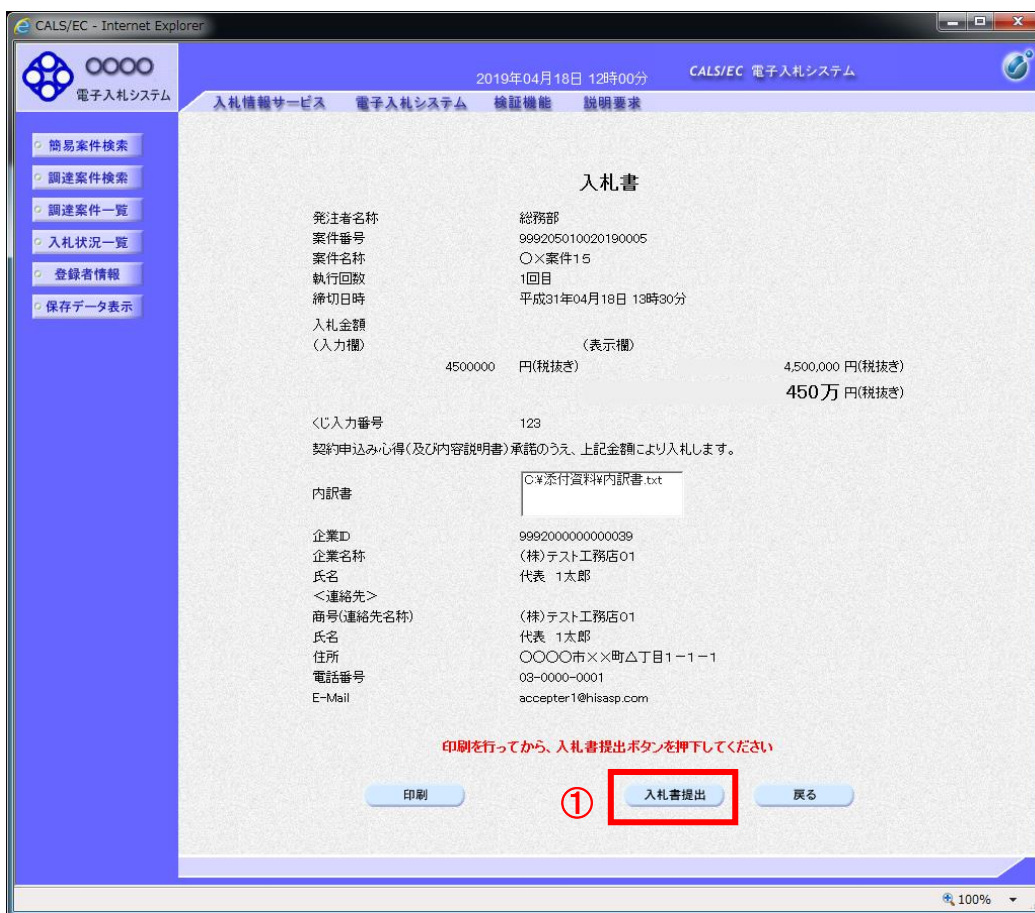 CALS/EC - Internet Explorer
〇〇〇〇
電子入札システム
2019年04月18日 12時00分
CALS/EC 電子入札システム
入札情報サービス 電子入札システム 検証機能 説明要求
簡易案件検索
調達案件検索
調達案件一覧
入札状況一覧
登録者情報
保存データ表示
入札書
発注者名称 総務部
案件番号 999205010020190005
案件名称 〇×案件15
執行回数 1回目
締切日時 平成31年04月18日 13時30分
入札金額
(入力欄) (表示欄)
4500000 円(税抜き) 4,500,000 円(税抜き)
450万 円(税抜き)
くじ入力番号 123
契約申込み心得(及び内容説明書)承諾のうえ、上記金額により入札します。
内訳書 C:¥添付資料¥内訳書.txt
企業ID 9992000000000039
企業名称 (株)テスト工務店01
氏名 代表 1太郎
<連絡先>
商号(連絡先名称) (株)テスト工務店01
氏名 代表 1太郎
住所 〇〇〇〇市××町△丁目1-1-1
電話番号 03-0000-0001
E-Mail accepter1@hisasp.com
印刷を行ってから、入札書提出ボタンを押下してください
印刷 ① 入札書提出 戻る
100%